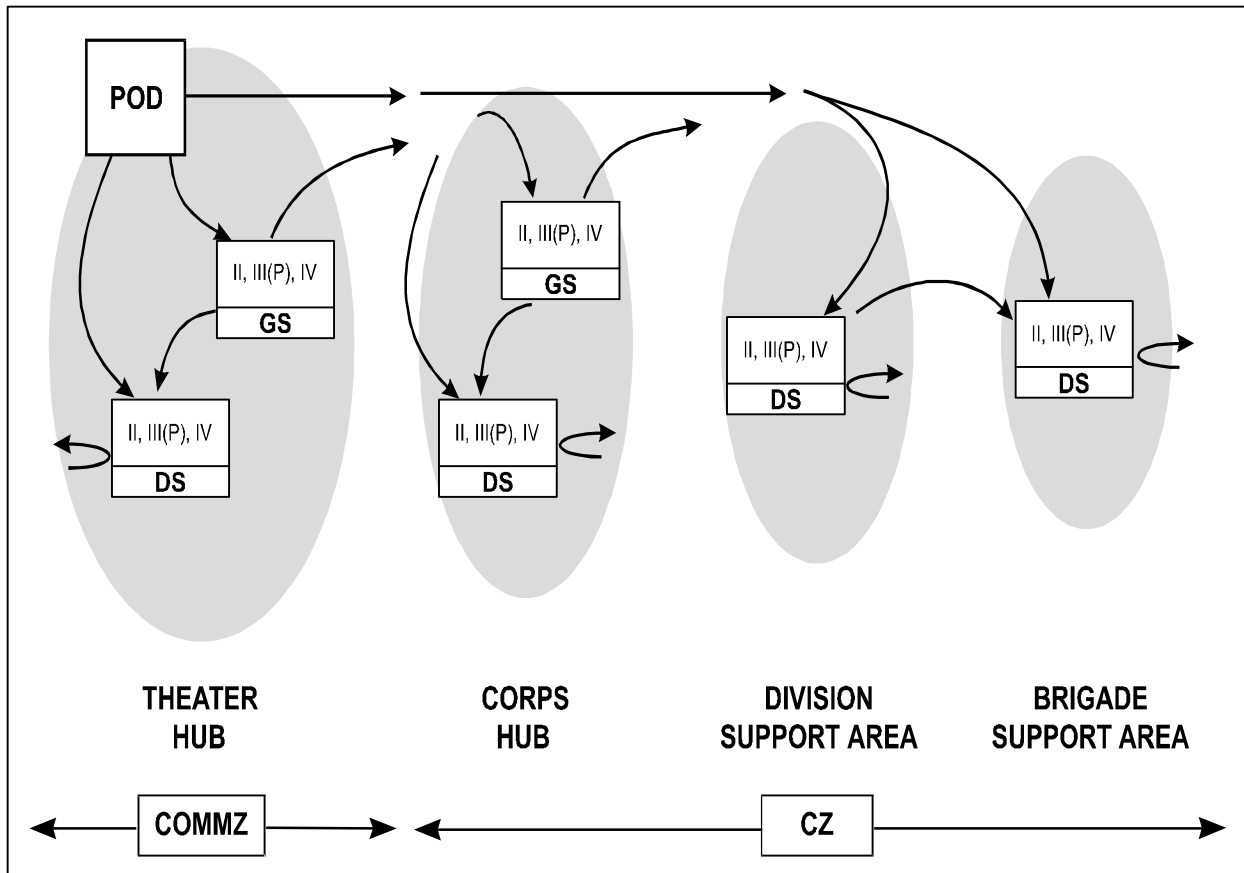 POD
II, III(P), IV
GS
II, III(P), IV
DS
II, III(P), IV
GS
II, III(P), IV
DS
II, III(P), IV
DS
II, III(P), IV
DS
THEATER
HUB
CORPS
HUB
DIVISION
SUPPORT AREA
BRIGADE
SUPPORT AREA
COMMZ
CZ